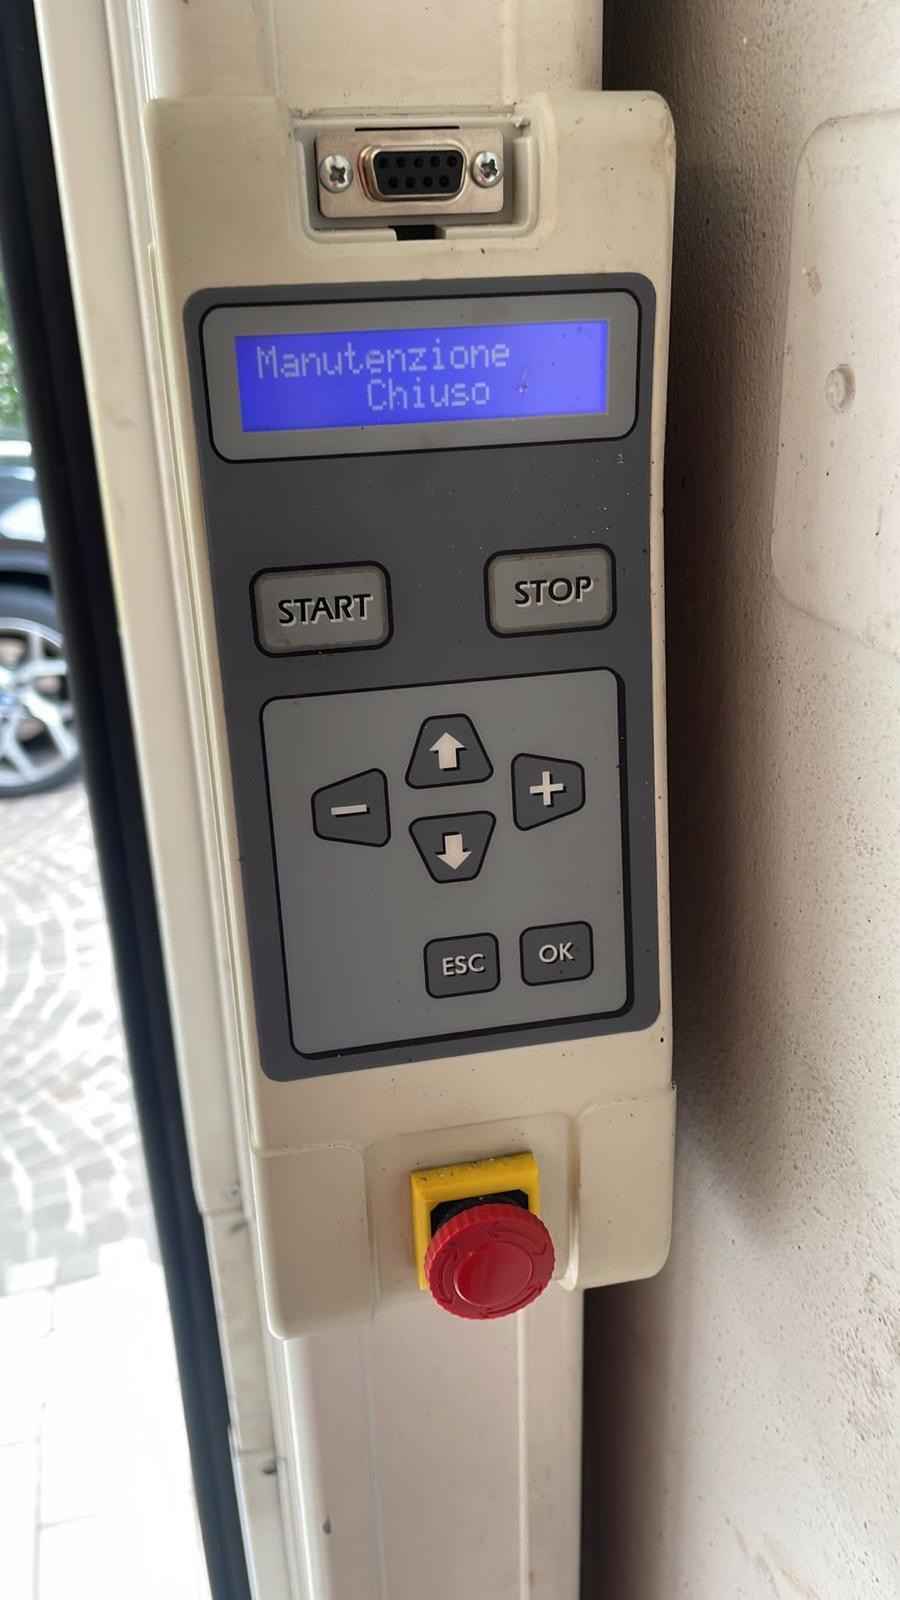 Manutenzione
Chiuso
START
STOP
ESC
OK